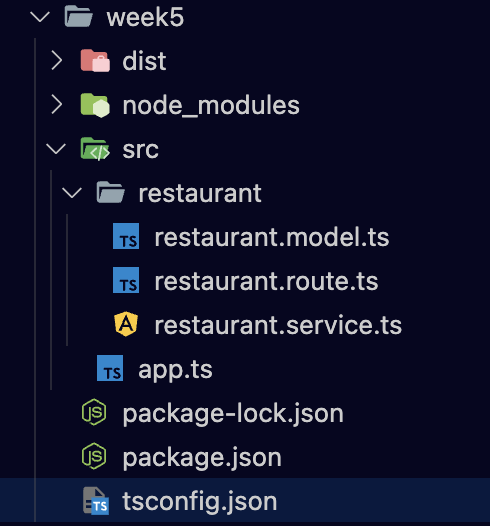 week5
dist
node_modules
src
restaurant
TS restaurant.model.ts
TS restaurant.route.ts
A restaurant.service.ts
TS app.ts
JS package-lock.json
JS package.json
TS tsconfig.json